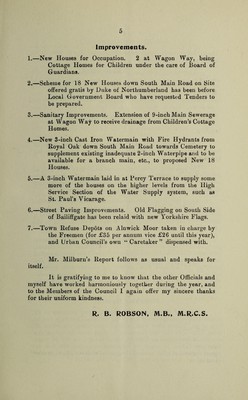 5
Improvements.
1.—New Houses for Occupation. 2 at Wagon Way, being
Cottage Homes for Children under the care of Board of
Guardians.
2.—Scheme for 18 New Houses down South Main Road on Site
offered gratis by Duke of Northumberland has been before
Local Government Board who have requested Tenders to
be prepared.
3.—Sanitary Improvements. Extension of 9-inch Main Sewerage
at Wagon Way to receive drainage from Children's Cottage
Homes.
4.—New 3-inch Cast Iron Watermain with Fire Hydrants from
Royal Oak down South Main Road towards Cemetery to
supplement existing inadequate 2-inch Waterpipe and to be
available for a branch main, etc., to proposed New 18
Houses.
5.—A 3-inch Watermain laid in at Percy Terrace to supply some
more of the houses on the higher levels from the High
Service Section of the Water Supply system, such as
St. Paul's Vicarage.
6.—Street Paving Improvements. Old Flagging on South Side
of Bailiffgate has been relaid with new Yorkshire Flags.
7.—Town Refuse Depôts on Alnwick Moor taken in charge by
the Freemen (for £35 per annum vice £26 until this year),
and Urban Council's own "Caretaker" dispensed with.
Mr. Milburn's Report follows as usual and speaks for
itself.
It is gratifying to me to know that the other Officials and
myself have worked harmoniously together during the year, and
to the Members of the Council I again offer my sincere thanks
for their uniform kindness.
R. B. ROBSON, M.B., M.R.C.S.